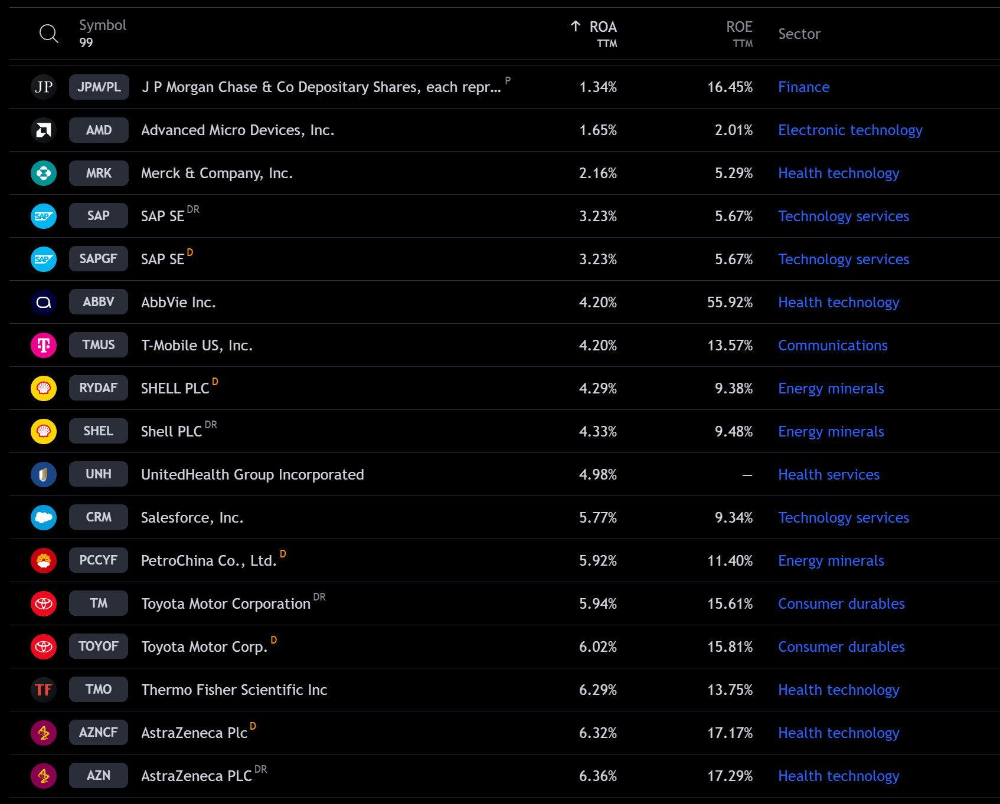 Symbol ↑ ROA ROE Sector
99 TTM TTM
JP JPM/PL J P Morgan Chase & Co Depositary Shares, each repr… P 1.34% 16.45% Finance
AMD Advanced Micro Devices, Inc. 1.65% 2.01% Electronic technology
MRK Merck & Company, Inc. 2.16% 5.29% Health technology
SAP SAP SAP SE DR 3.23% 5.67% Technology services
SAP SAPGF SAP SE D 3.23% 5.67% Technology services
ABBV AbbVie Inc. 4.20% 55.92% Health technology
T TMUS T-Mobile US, Inc. 4.20% 13.57% Communications
RYDAF SHELL PLC D 4.29% 9.38% Energy minerals
SHEL Shell PLC DR 4.33% 9.48% Energy minerals
UNH UnitedHealth Group Incorporated 4.98% — Health services
CRM Salesforce, Inc. 5.77% 9.34% Technology services
PCCYF PetroChina Co., Ltd. D 5.92% 11.40% Energy minerals
TM Toyota Motor Corporation DR 5.94% 15.61% Consumer durables
TOYOF Toyota Motor Corp. D 6.02% 15.81% Consumer durables
TF TMO Thermo Fisher Scientific Inc 6.29% 13.75% Health technology
AZNCF AstraZeneca Plc D 6.32% 17.17% Health technology
AZN AstraZeneca PLC DR 6.36% 17.29% Health technology